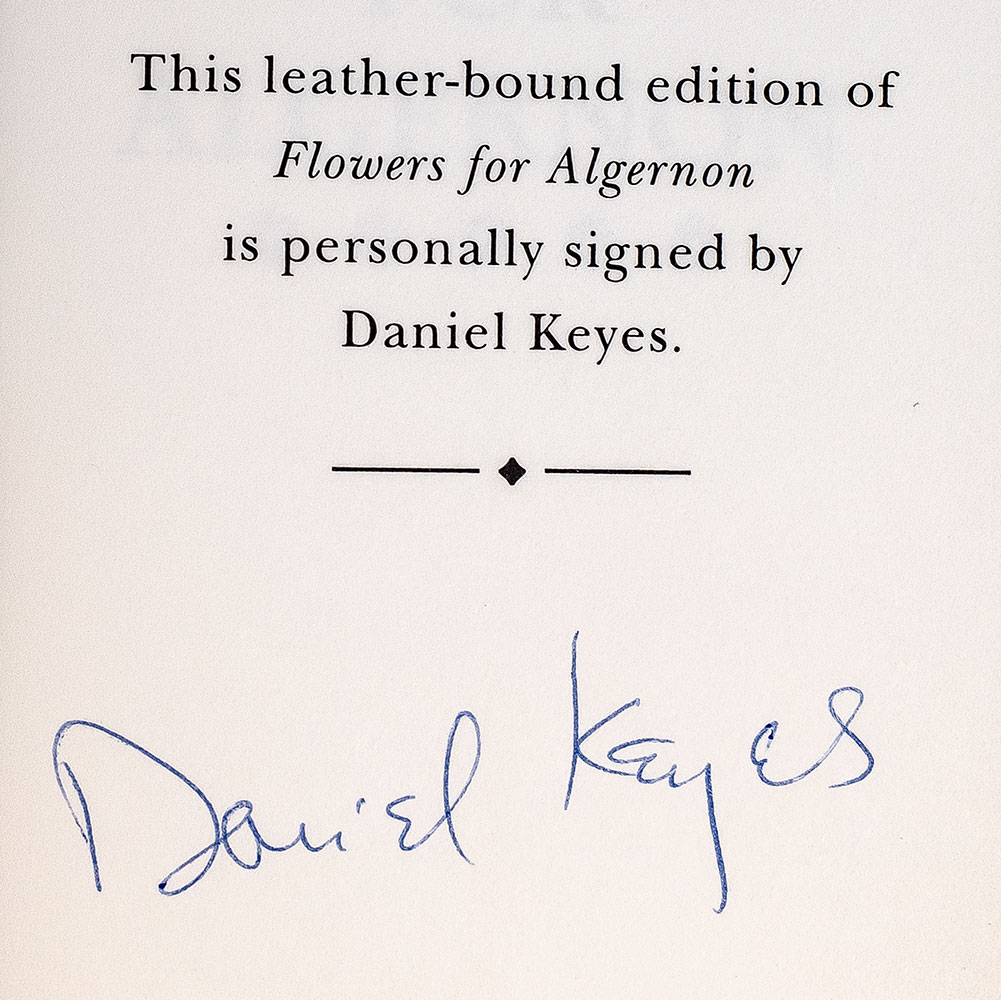 This leather-bound edition of
Flowers for Algernon
is personally signed by
Daniel Keyes.
Daniel Keyes